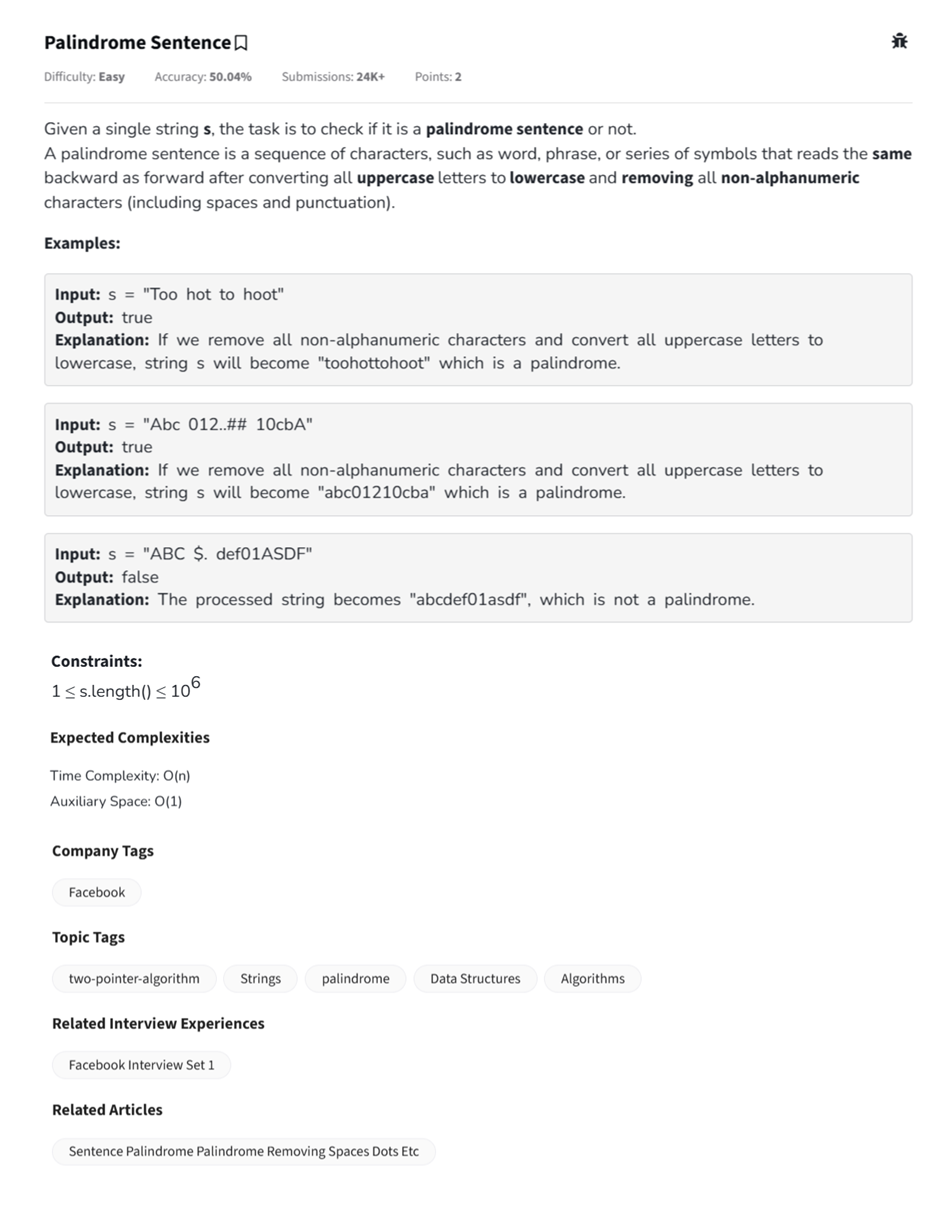 Palindrome Sentence
Difficulty: Easy Accuracy: 50.04% Submissions: 24K+ Points: 2
Given a single string s, the task is to check if it is a palindrome sentence or not.
A palindrome sentence is a sequence of characters, such as word, phrase, or series of symbols that reads the same
backward as forward after converting all uppercase letters to lowercase and removing all non-alphanumeric
characters (including spaces and punctuation).
Examples:
Input: s = "Too hot to hoot"
Output: true
Explanation: If we remove all non-alphanumeric characters and convert all uppercase letters to
lowercase, string s will become "toohottohoot" which is a palindrome.
Input: s = "Abc 012..## 10cbA"
Output: true
Explanation: If we remove all non-alphanumeric characters and convert all uppercase letters to
lowercase, string s will become "abc01210cba" which is a palindrome.
Input: s = "ABC $. def01ASDF"
Output: false
Explanation: The processed string becomes "abcdef01asdf", which is not a palindrome.
Constraints:
1 ≤ s.length() ≤ 10⁶
Expected Complexities
Time Complexity: O(n)
Auxiliary Space: O(1)
Company Tags
Facebook
Topic Tags
two-pointer-algorithm Strings palindrome Data Structures Algorithms
Related Interview Experiences
Facebook Interview Set 1
Related Articles
Sentence Palindrome Palindrome Removing Spaces Dots Etc